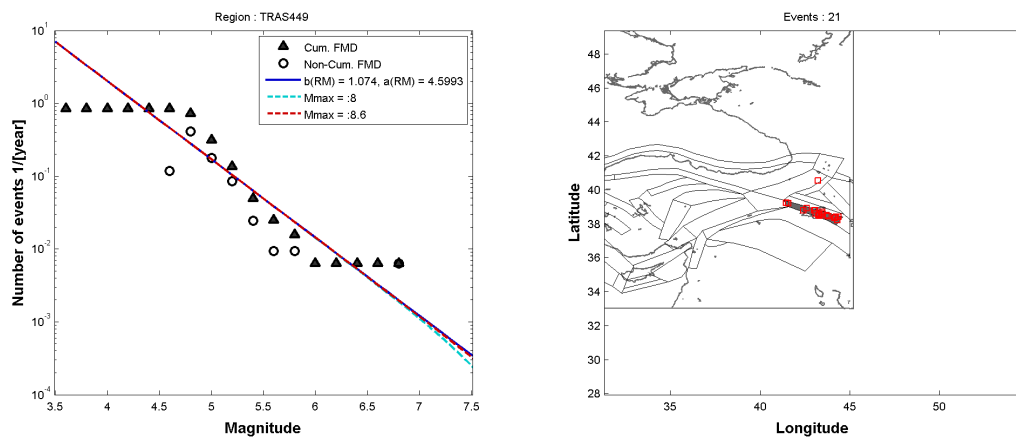 Region : TRAS449
Cum. FMD
Non-Cum. FMD
b(RM) = 1.074, a(RM) = 4.5993
Mmax = :8
Mmax = :8.6
10^1
10^0
10^-1
10^-2
10^-3
10^-4
Number of events 1/[year]
3.5 4 4.5 5 5.5 6 6.5 7 7.5
Magnitude
Events : 21
48
46
44
42
40
38
36
34
32
30
28
Latitude
35 40 45 50
Longitude